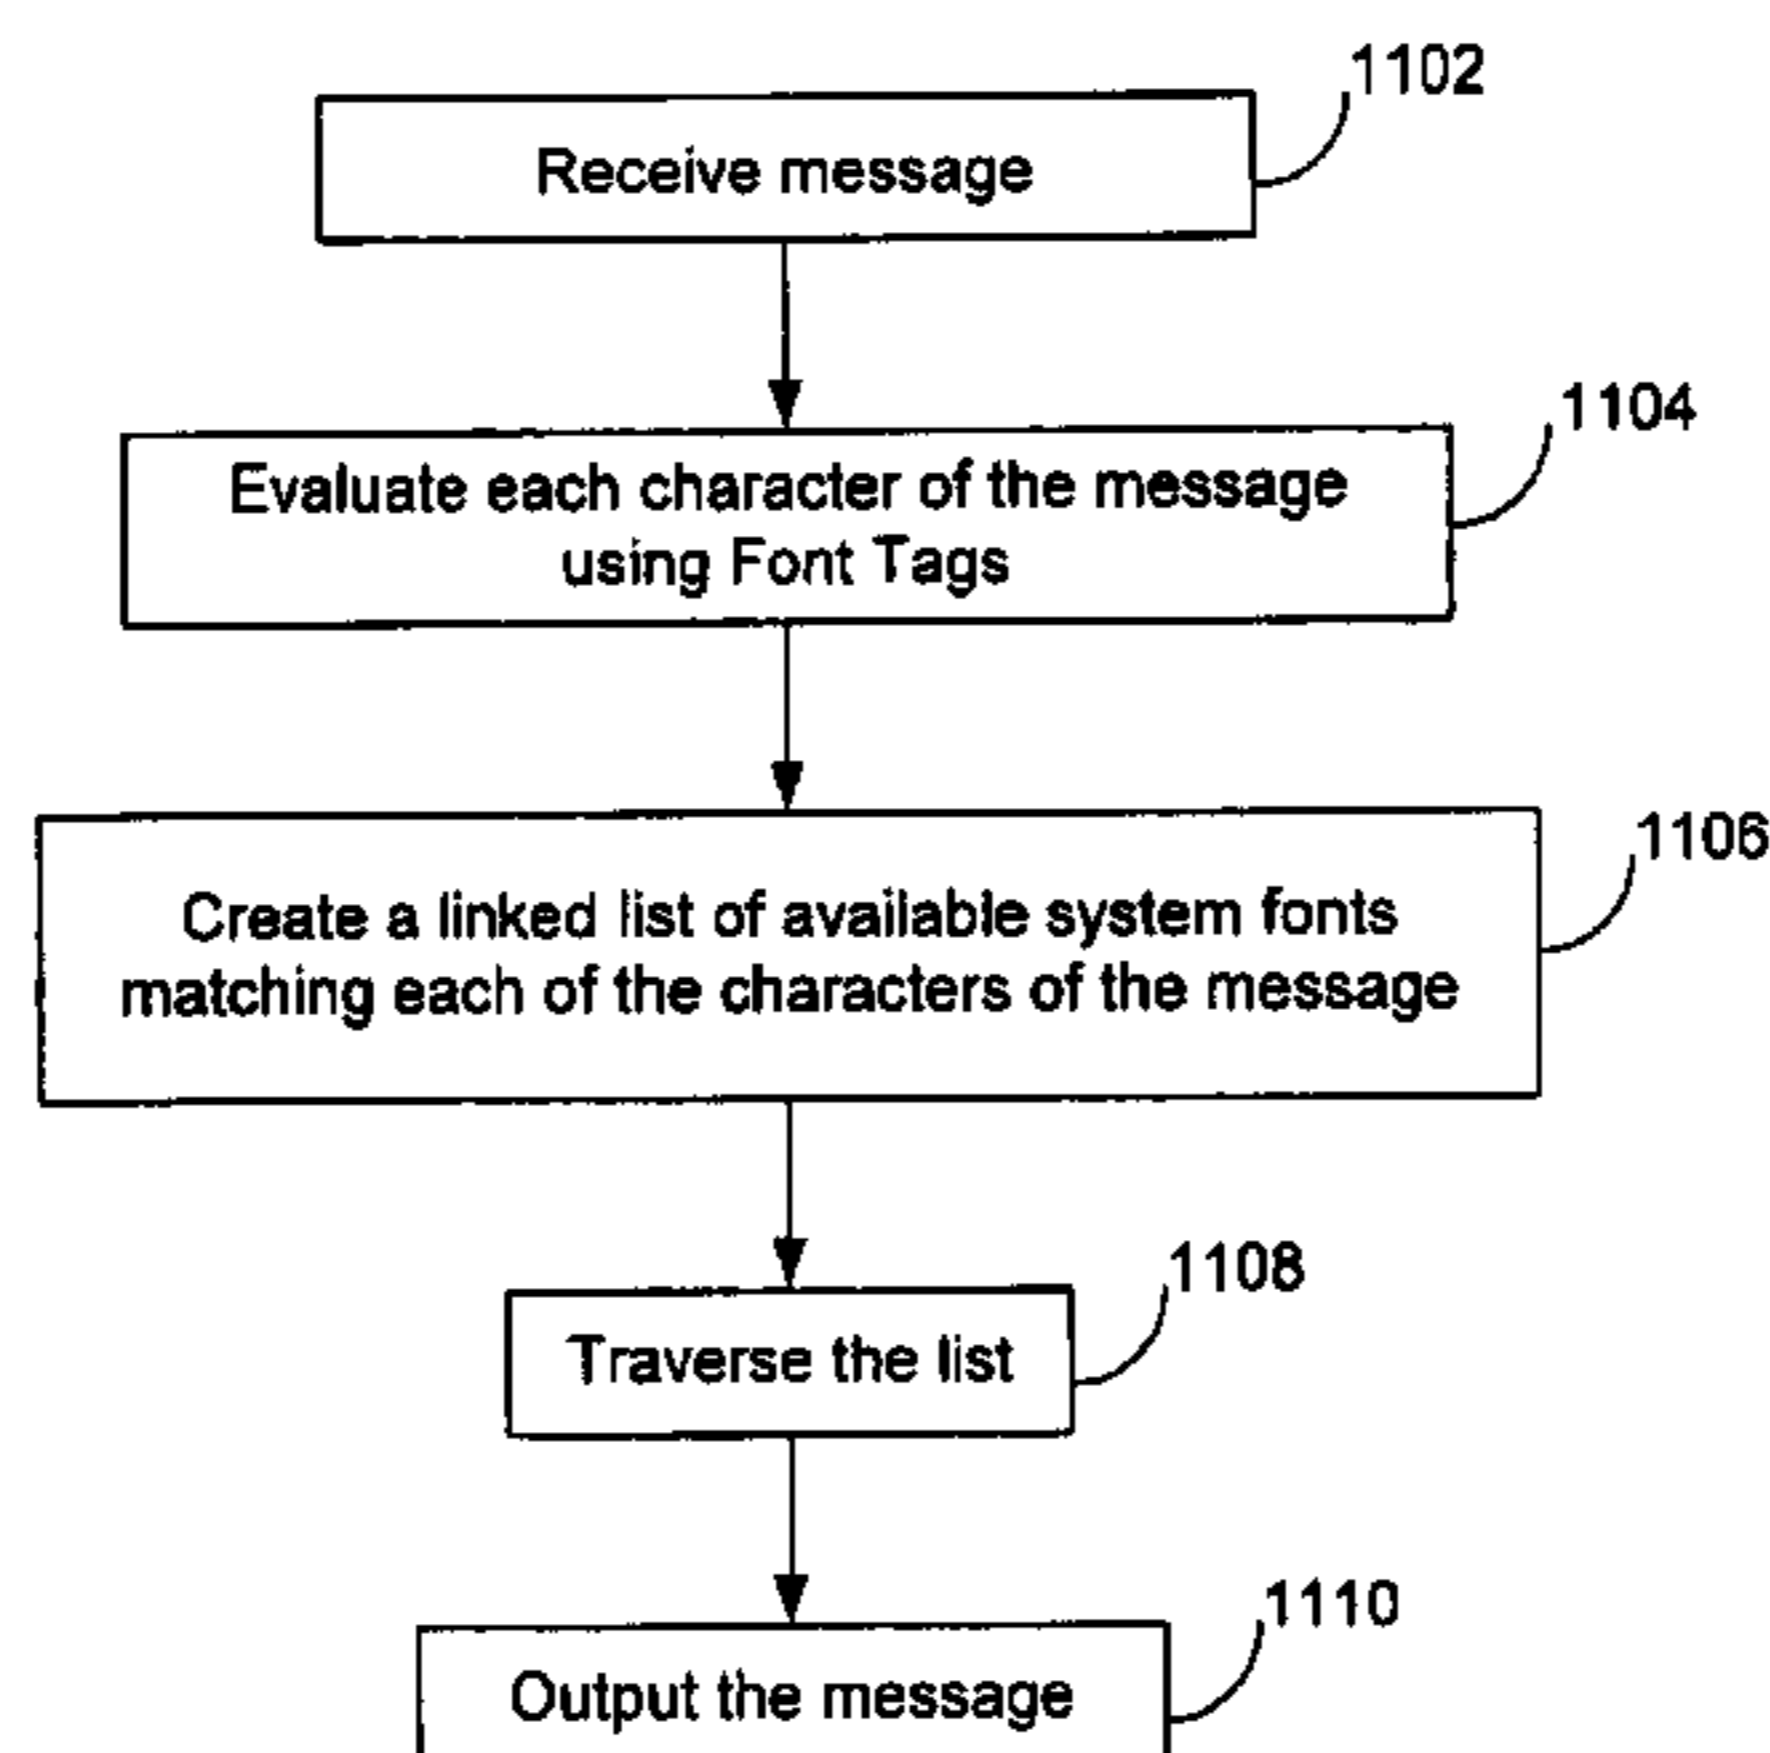 1102
Receive message
1104
Evaluate each character of the message
using Font Tags
1106
Create a linked list of available system fonts
matching each of the characters of the message
1108
Traverse the list
1110
Output the message